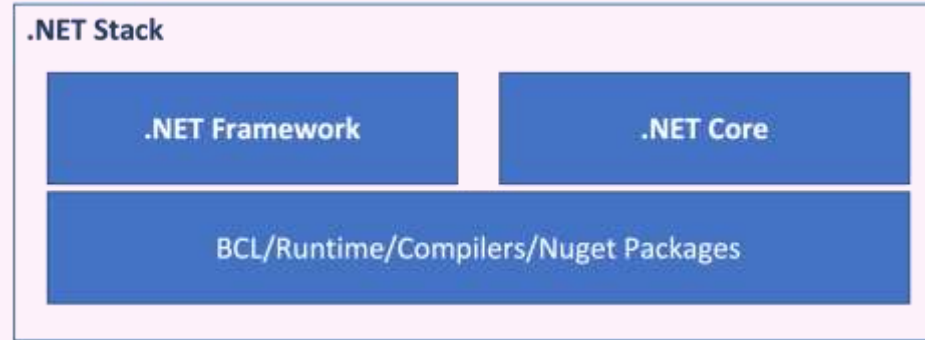 .NET Stack
.NET Framework
.NET Core
BCL/Runtime/Compilers/Nuget Packages